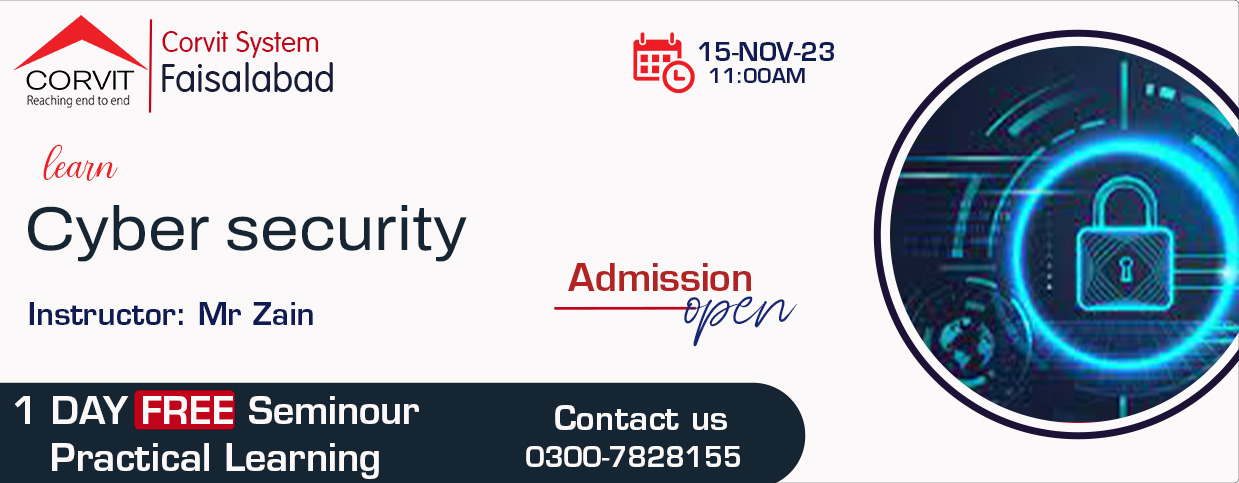 CORVIT
Reaching end to end
Corvit System
Faisalabad
15-NOV-23
11:00AM
learn
Cyber security
Instructor: Mr Zain
Admission
open
1 DAY FREE Seminour
Practical Learning
Contact us
0300-7828155